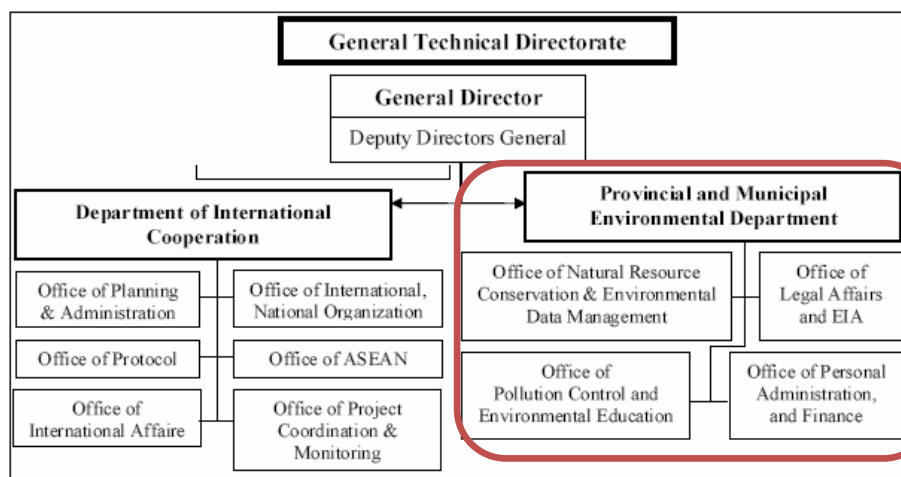 General Technical Directorate
General Director
Deputy Directors General
Department of International
Cooperation
Office of Planning
& Administration
Office of International,
National Organization
Office of Protocol
Office of ASEAN
Office of
International Affaire
Office of Project
Coordination &
Monitoring
Provincial and Municipal
Environmental Department
Office of Natural Resource
Conservation & Environmental
Data Management
Office of
Legal Affairs
and EIA
Office of
Pollution Control and
Environmental Education
Office of Personal
Administration,
and Finance